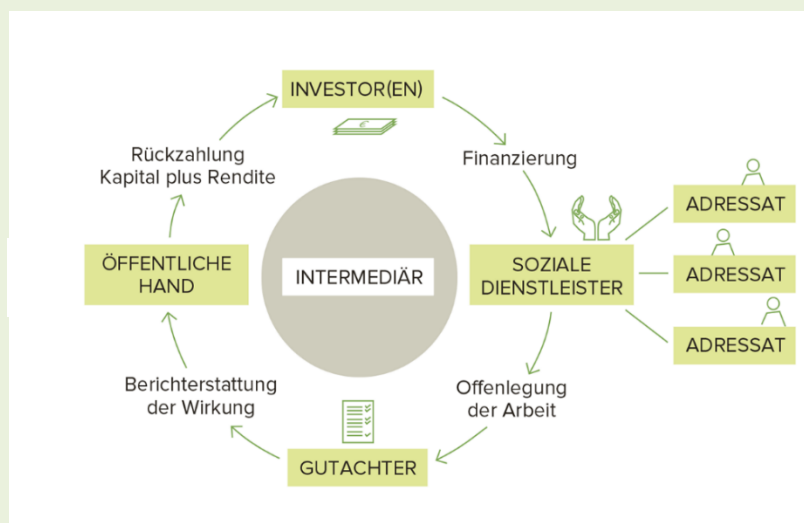 INVESTOR(EN)
Finanzierung
SOZIALE
DIENSTLEISTER
ADRESSAT
ADRESSAT
ADRESSAT
Offenlegung
der Arbeit
GUTACHTER
Berichterstattung
der Wirkung
ÖFFENTLICHE
HAND
Rückzahlung
Kapital plus Rendite
INTERMEDIÄR